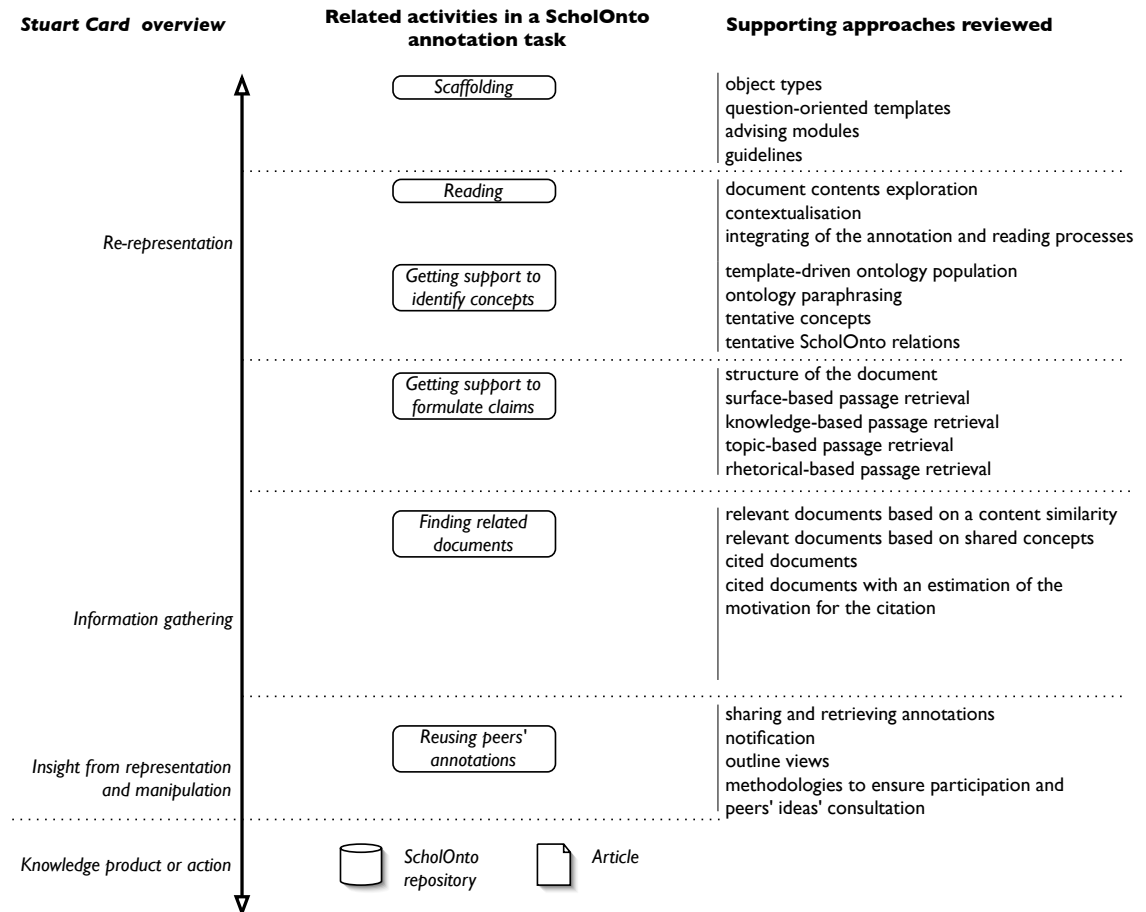 Stuart Card overview
Related activities in a ScholOnto
annotation task
Supporting approaches reviewed
Scaffolding
object types
question-oriented templates
advising modules
guidelines
Re-representation
Reading
document contents exploration
contextualisation
integrating of the annotation and reading processes
Getting support to
identify concepts
template-driven ontology population
ontology paraphrasing
tentative concepts
tentative ScholOnto relations
Getting support to
formulate claims
structure of the document
surface-based passage retrieval
knowledge-based passage retrieval
topic-based passage retrieval
rhetorical-based passage retrieval
Information gathering
Finding related
documents
relevant documents based on a content similarity
relevant documents based on shared concepts
cited documents
cited documents with an estimation of the
motivation for the citation
Insight from representation
and manipulation
Reusing peers'
annotations
sharing and retrieving annotations
notification
outline views
methodologies to ensure participation and
peers' ideas' consultation
Knowledge product or action
ScholOnto
repository
Article